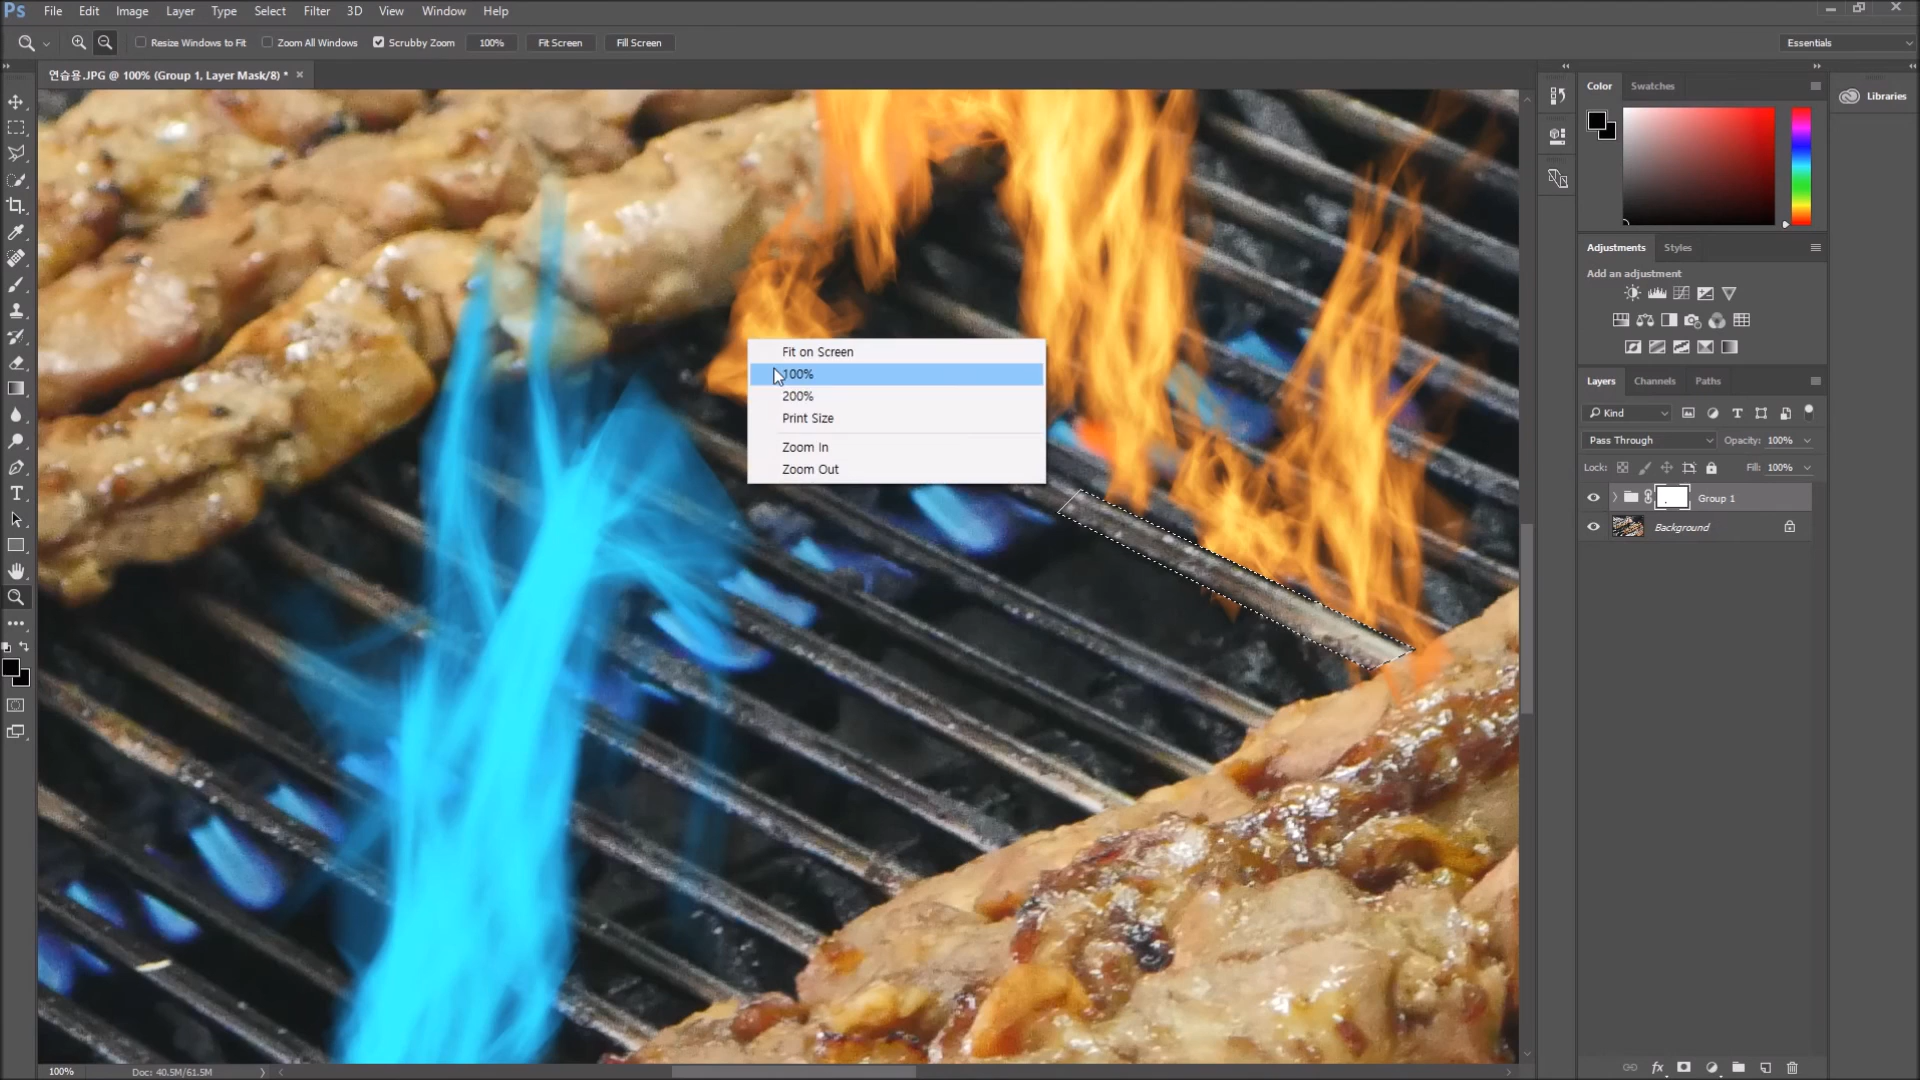 Ps File Edit Image Layer Type Select Filter 3D View Window Help
Resize Windows to Fit Zoom All Windows Scrubby Zoom 100% Fit Screen Fill Screen Essentials
연습용.JPG @ 100% (Group 1, Layer Mask/8) *
Color Swatches
Libraries
Adjustments Styles
Add an adjustment
Fit on Screen
100%
200%
Print Size
Zoom In
Zoom Out
Layers Channels Paths
Kind
Pass Through Opacity: 100%
Lock: Fill: 100%
Group 1
Background
100% Doc: 40.5M/61.5M